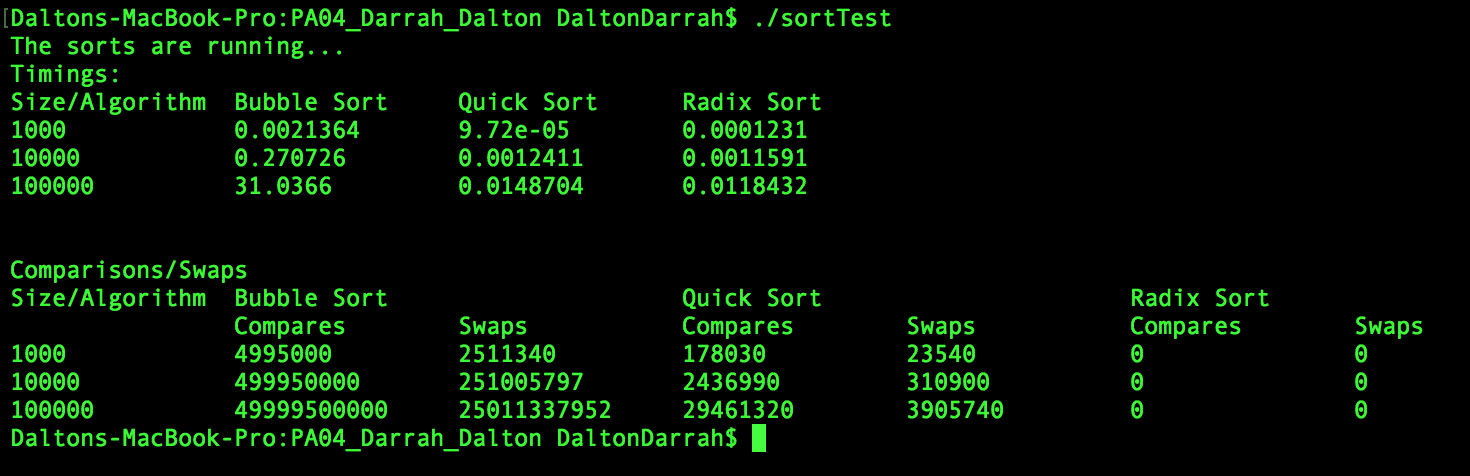 [Daltons-MacBook-Pro:PA04_Darrah_Dalton DaltonDarrah$ ./sortTest
The sorts are running...
Timings:
Size/Algorithm  Bubble Sort     Quick Sort      Radix Sort
1000            0.0021364       9.72e-05        0.0001231
10000           0.270726        0.0012411       0.0011591
100000          31.0366         0.0148704       0.0118432
Comparisons/Swaps
Size/Algorithm  Bubble Sort                     Quick Sort                      Radix Sort
                Compares        Swaps           Compares        Swaps           Compares        Swaps
1000            4995000         2511340         178030          23540           0               0
10000           499950000       251005797       2436990         310900          0               0
100000          49999500000     25011337952     29461320        3905740         0               0
Daltons-MacBook-Pro:PA04_Darrah_Dalton DaltonDarrah$